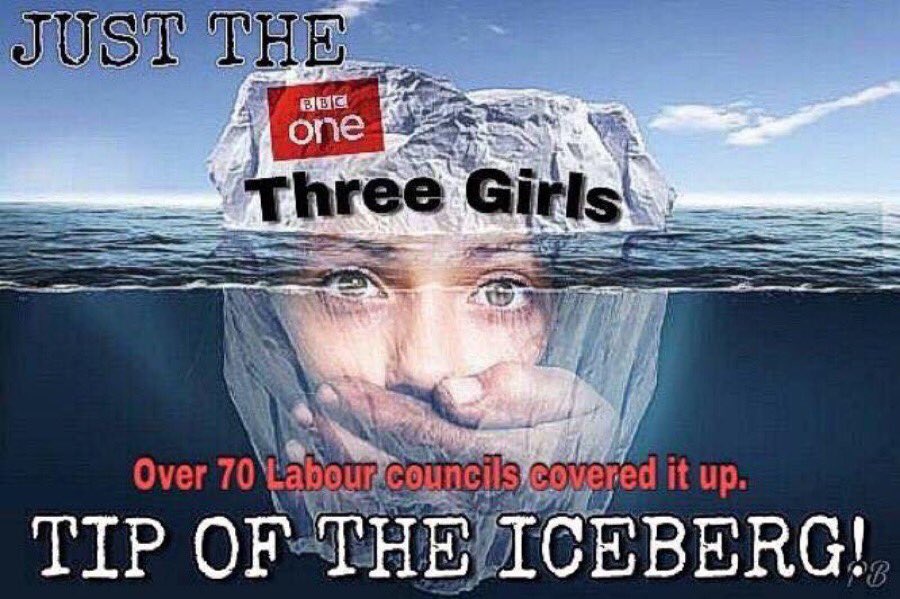 JUST THE
BBC
one
Three Girls
Over 70 Labour councils covered it up.
TIP OF THE ICEBERG!